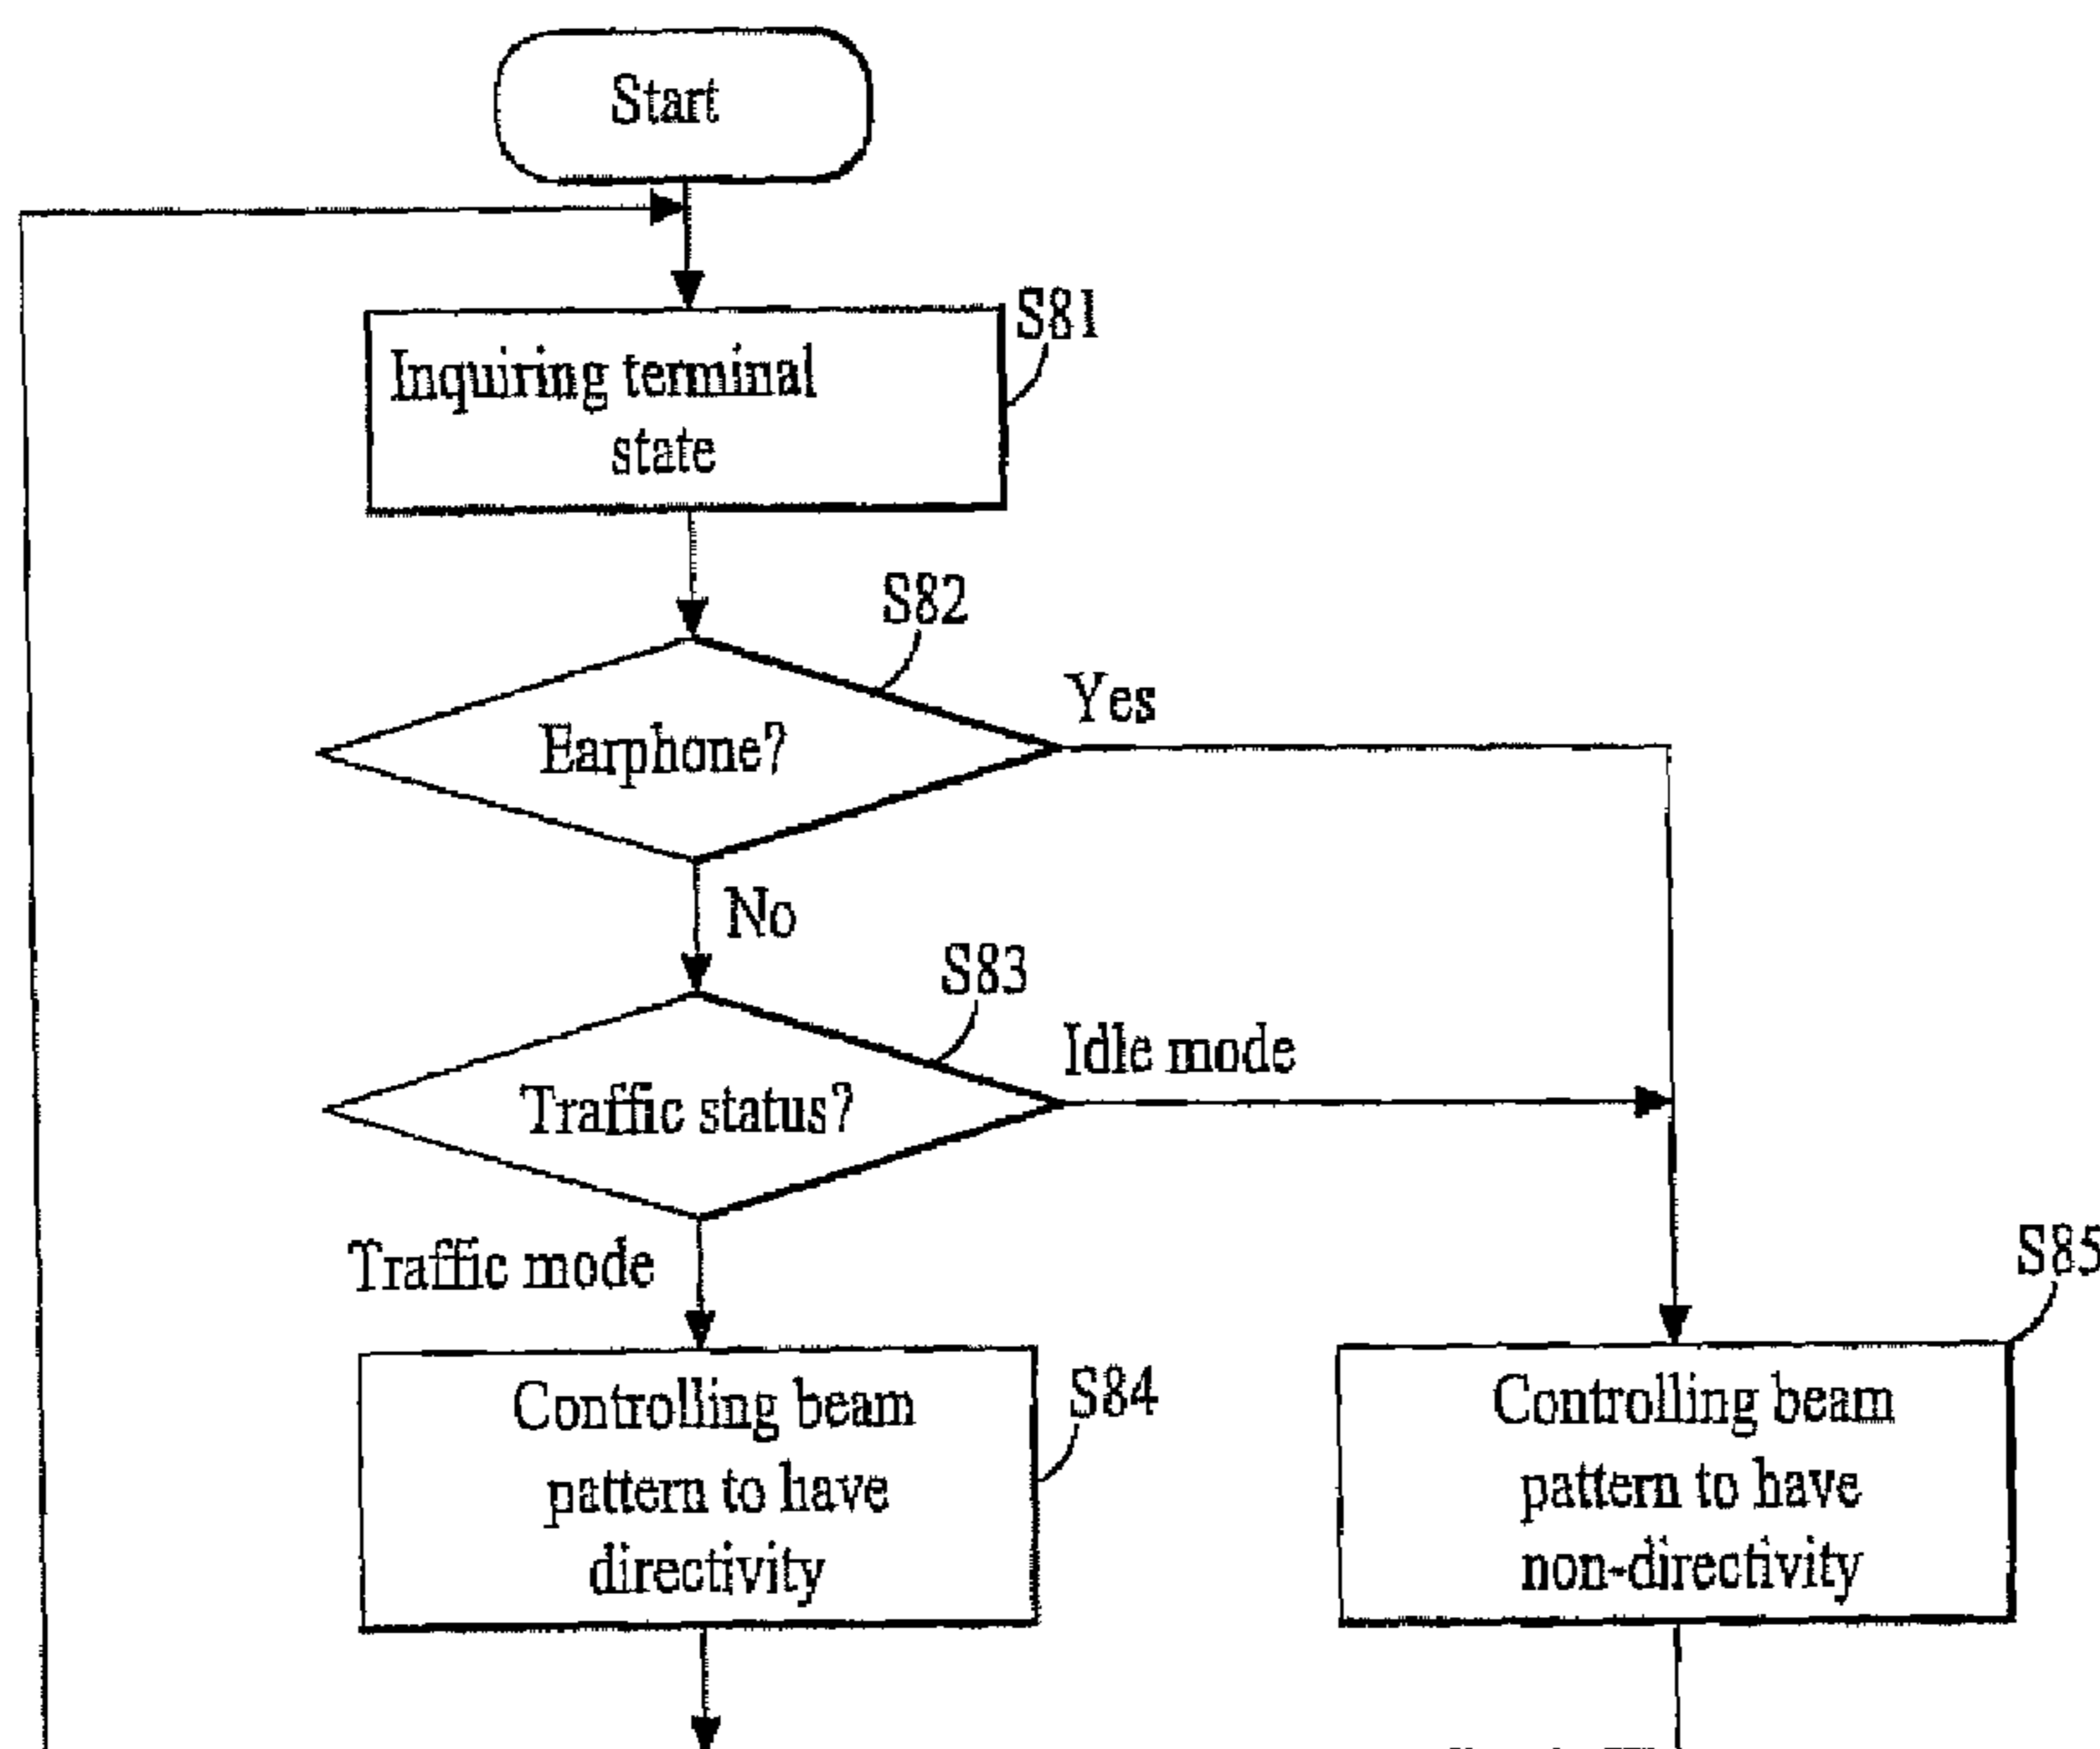 Start
S81
Inquiring terminal
state
S82
Yes
Earphone?
No
S83
Idle mode
Traffic status?
Traffic mode
S84
Controlling beam
pattern to have
directivity
S85
Controlling beam
pattern to have
non-directivity